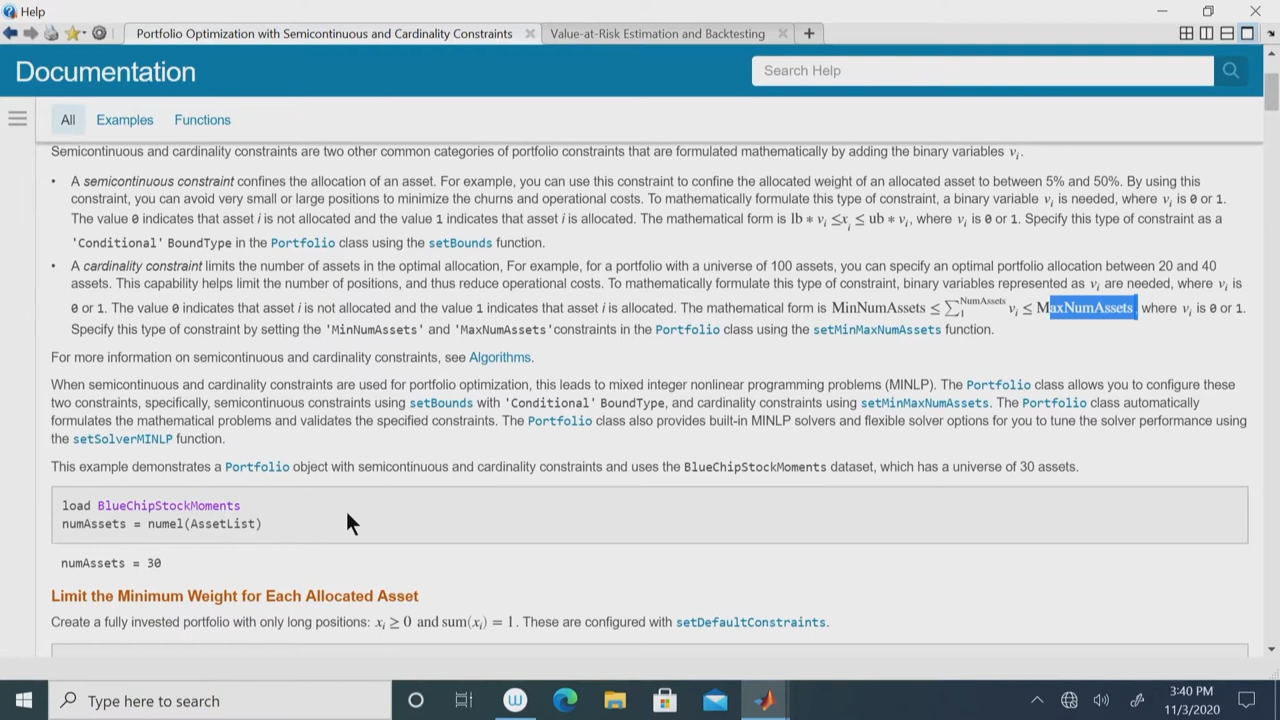 Help
Portfolio Optimization with Semicontinuous and Cardinality Constraints
Value-at-Risk Estimation and Backtesting
Documentation
Search Help
All Examples Functions
Semicontinuous and cardinality constraints are two other common categories of portfolio constraints that are formulated mathematically by adding the binary variables vᵢ.
• A semicontinuous constraint confines the allocation of an asset. For example, you can use this constraint to confine the allocated weight of an allocated asset to between 5% and 50%. By using this
constraint, you can avoid very small or large positions to minimize the churns and operational costs. To mathematically formulate this type of constraint, a binary variable vᵢ is needed, where vᵢ is 0 or 1.
The value 0 indicates that asset i is not allocated and the value 1 indicates that asset i is allocated. The mathematical form is lb * vᵢ ≤ xᵢ ≤ ub * vᵢ, where vᵢ is 0 or 1. Specify this type of constraint as a
'Conditional' BoundType in the Portfolio class using the setBounds function.
• A cardinality constraint limits the number of assets in the optimal allocation, For example, for a portfolio with a universe of 100 assets, you can specify an optimal portfolio allocation between 20 and 40
assets. This capability helps limit the number of positions, and thus reduce operational costs. To mathematically formulate this type of constraint, binary variables represented as vᵢ are needed, where vᵢ is
0 or 1. The value 0 indicates that asset i is not allocated and the value 1 indicates that asset i is allocated. The mathematical form is MinNumAssets ≤ ∑₁^NumAssets vᵢ ≤ MaxNumAssets, where vᵢ is 0 or 1.
Specify this type of constraint by setting the 'MinNumAssets' and 'MaxNumAssets'constraints in the Portfolio class using the setMinMaxNumAssets function.
For more information on semicontinuous and cardinality constraints, see Algorithms.
When semicontinuous and cardinality constraints are used for portfolio optimization, this leads to mixed integer nonlinear programming problems (MINLP). The Portfolio class allows you to configure these
two constraints, specifically, semicontinuous constraints using setBounds with 'Conditional' BoundType, and cardinality constraints using setMinMaxNumAssets. The Portfolio class automatically
formulates the mathematical problems and validates the specified constraints. The Portfolio class also provides built-in MINLP solvers and flexible solver options for you to tune the solver performance using
the setSolverMINLP function.
This example demonstrates a Portfolio object with semicontinuous and cardinality constraints and uses the BlueChipStockMoments dataset, which has a universe of 30 assets.
load BlueChipStockMoments
numAssets = numel(AssetList)
numAssets = 30
Limit the Minimum Weight for Each Allocated Asset
Create a fully invested portfolio with only long positions: xᵢ ≥ 0 and sum(xᵢ) = 1. These are configured with setDefaultConstraints.
Type here to search
3:40 PM
11/3/2020